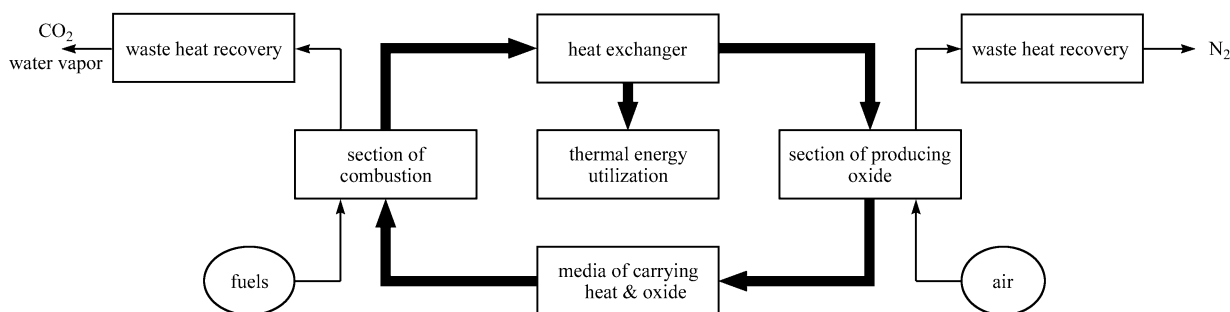 CO2
water vapor
waste heat recovery
heat exchanger
waste heat recovery
N2
section of
combustion
thermal energy
utilization
section of producing
oxide
fuels
media of carrying
heat & oxide
air